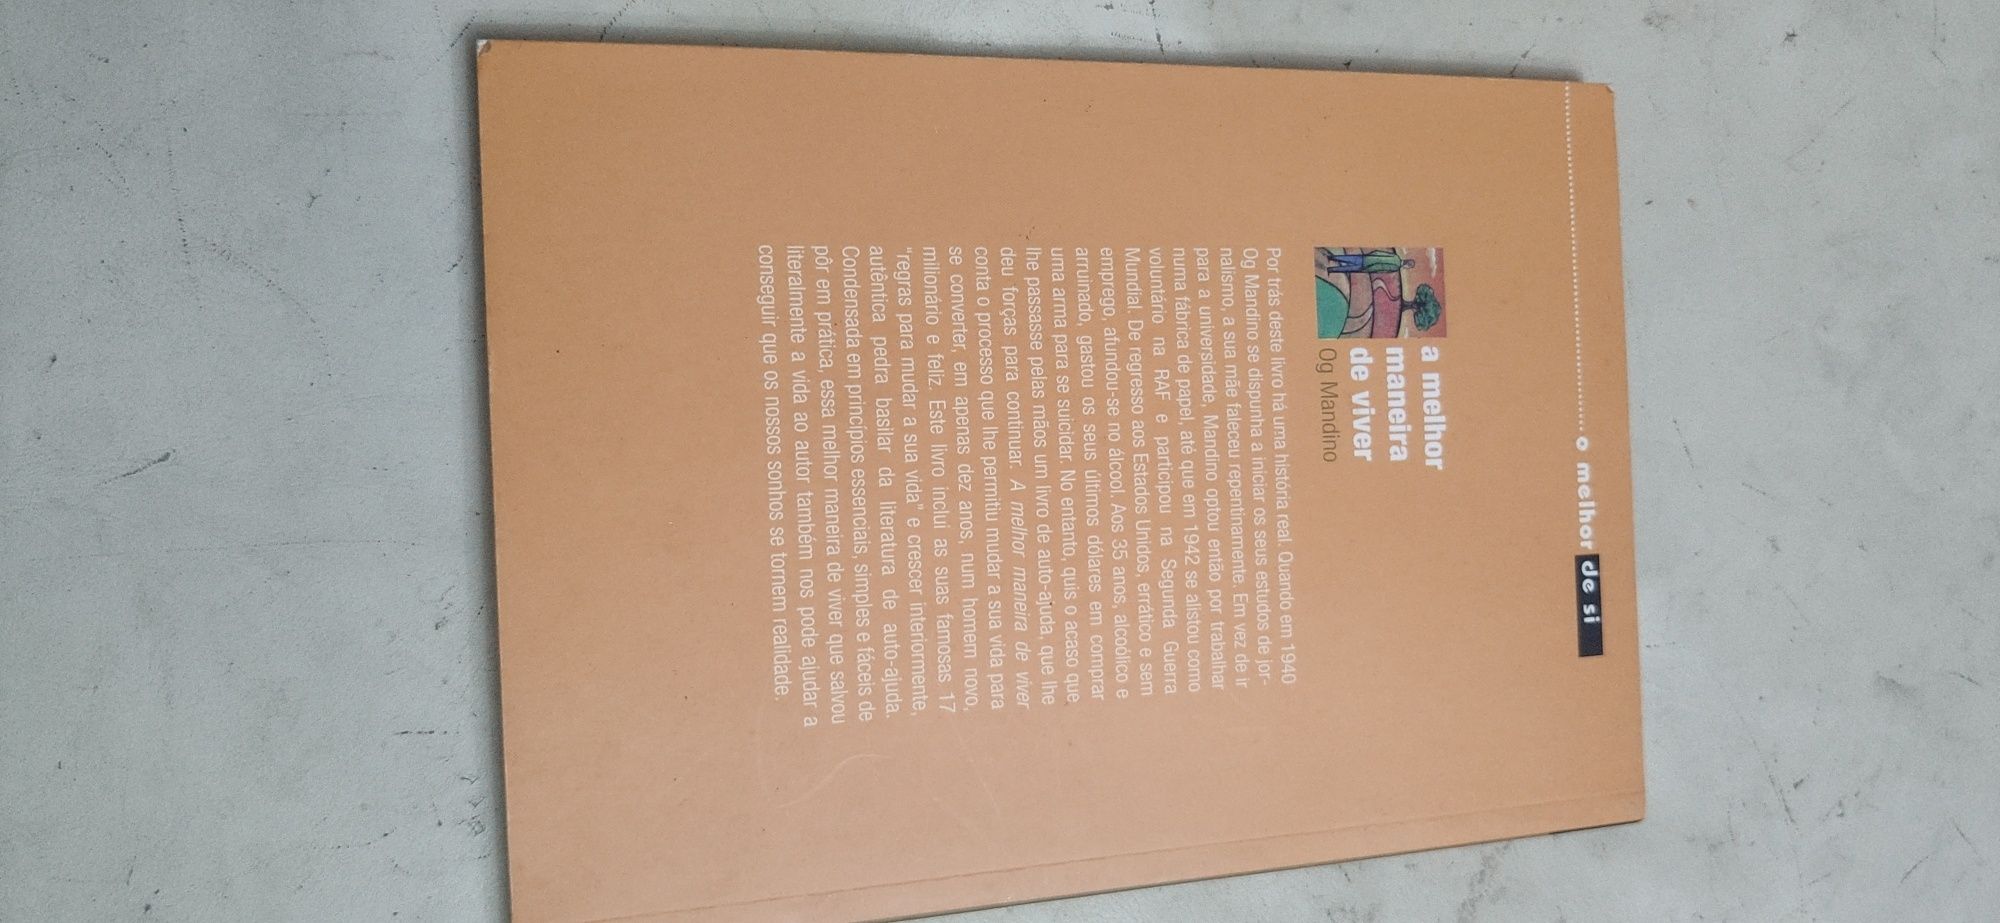 o melhor de si
a melhor
maneira
de viver
Og Mandino
Por trás deste livro há uma história real. Quando em 1940
Og Mandino se dispunha a iniciar os seus estudos de jor-
nalismo, a sua mãe faleceu repentinamente. Em vez de ir
para a universidade, Mandino optou então por trabalhar
numa fábrica de papel, até que em 1942 se alistou como
voluntário na RAF e participou na Segunda Guerra
Mundial. De regresso aos Estados Unidos, errático e sem
emprego, afundou-se no álcool. Aos 35 anos, alcoólico e
arruinado, gastou os seus últimos dólares em comprar
uma arma para se suicidar. No entanto, quis o acaso que
lhe passasse pelas mãos um livro de auto-ajuda, que lhe
deu forças para continuar. A melhor maneira de viver
conta o processo que lhe permitiu mudar a sua vida para
se converter, em apenas dez anos, num homem novo,
milionário e feliz. Este livro inclui as suas famosas 17
"regras para mudar a sua vida" e crescer interiormente,
autêntica pedra basilar da literatura de auto-ajuda.
Condensada em princípios essenciais, simples e fáceis de
pôr em prática, essa melhor maneira de viver que salvou
literalmente a vida ao autor também nos pode ajudar a
conseguir que os nossos sonhos se tornem realidade.